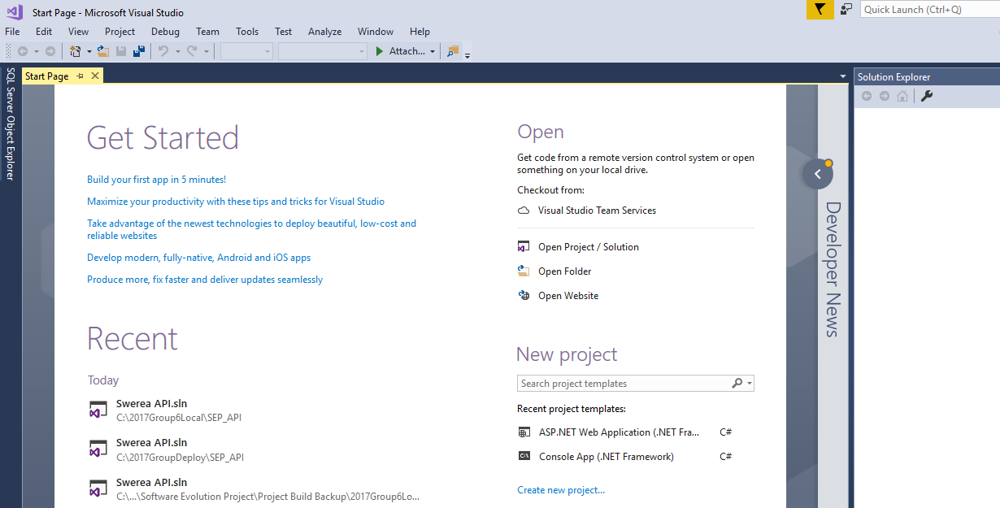 Start Page - Microsoft Visual Studio
Quick Launch (Ctrl+Q)
File Edit View Project Debug Team Tools Test Analyze Window Help
Attach...
SQL Server Object Explorer
Start Page
Get Started
Build your first app in 5 minutes!
Maximize your productivity with these tips and tricks for Visual Studio
Take advantage of the newest technologies to deploy beautiful, low-cost and
reliable websites
Develop modern, fully-native, Android and iOS apps
Produce more, fix faster and deliver updates seamlessly
Recent
Today
Swerea API.sln
C:\2017Group6Local\SEP_API
Swerea API.sln
C:\2017GroupDeploy\SEP_API
Swerea API.sln
C:\...\Software Evolution Project\Project Build Backup\2017Group6Lo...
Open
Get code from a remote version control system or open
something on your local drive.
Checkout from:
Visual Studio Team Services
Open Project / Solution
Open Folder
Open Website
New project
Search project templates
Recent project templates:
ASP.NET Web Application (.NET Fra... C#
Console App (.NET Framework) C#
Create new project...
Developer News
Solution Explorer